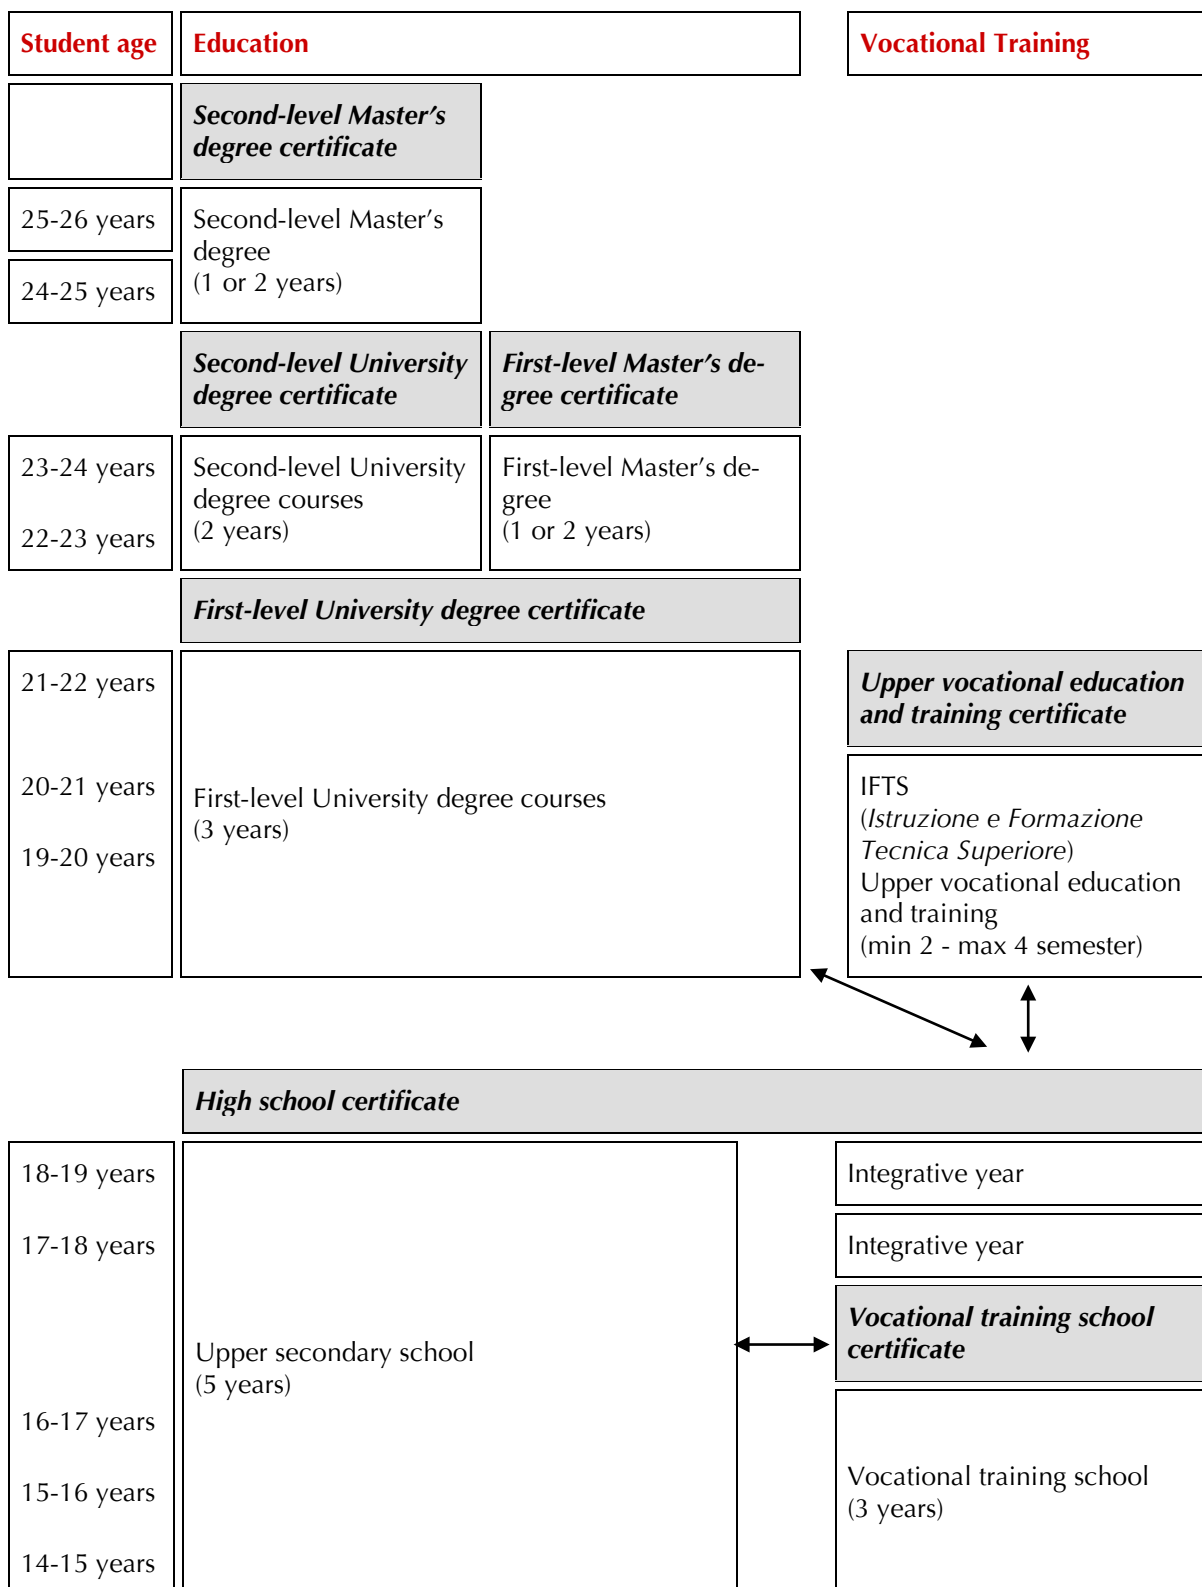 Student age
Education
Vocational Training
Second-level Master's
degree certificate
25-26 years
24-25 years
Second-level Master's
degree
(1 or 2 years)
Second-level University
degree certificate
First-level Master's de-
gree certificate
23-24 years
22-23 years
Second-level University
degree courses
(2 years)
First-level Master's de-
gree
(1 or 2 years)
First-level University degree certificate
21-22 years
20-21 years
19-20 years
First-level University degree courses
(3 years)
Upper vocational education
and training certificate
IFTS
(Istruzione e Formazione
Tecnica Superiore)
Upper vocational education
and training
(min 2 - max 4 semester)
High school certificate
18-19 years
17-18 years
16-17 years
15-16 years
14-15 years
Upper secondary school
(5 years)
Integrative year
Integrative year
Vocational training school
certificate
Vocational training school
(3 years)